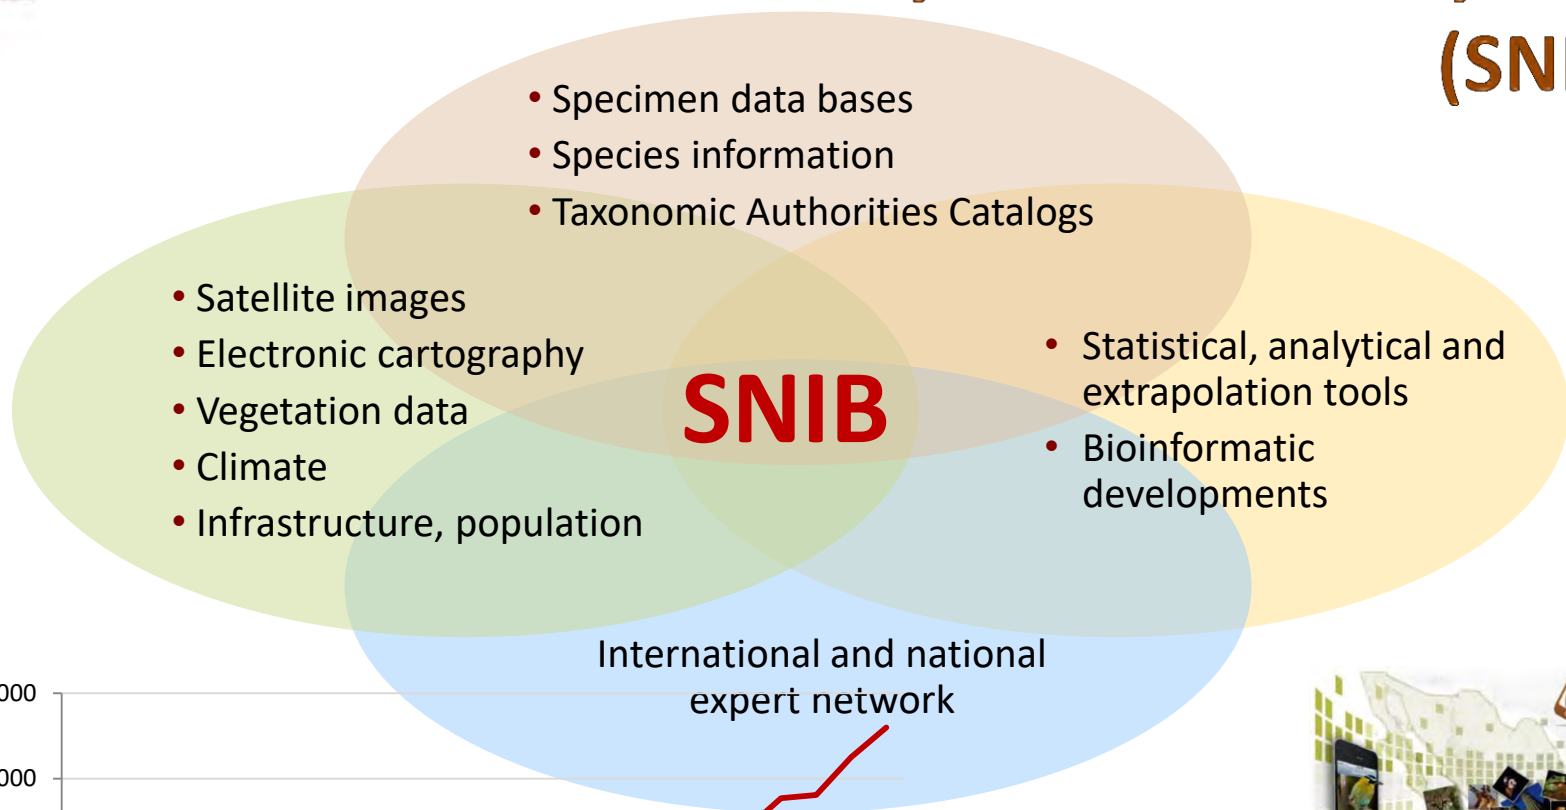 (SNI
• Specimen data bases
• Species information
• Taxonomic Authorities Catalogs
• Satellite images
• Electronic cartography
• Vegetation data
• Climate
• Infrastructure, population
SNIB
• Statistical, analytical and
extrapolation tools
• Bioinformatic
developments
International and national
expert network
000
000